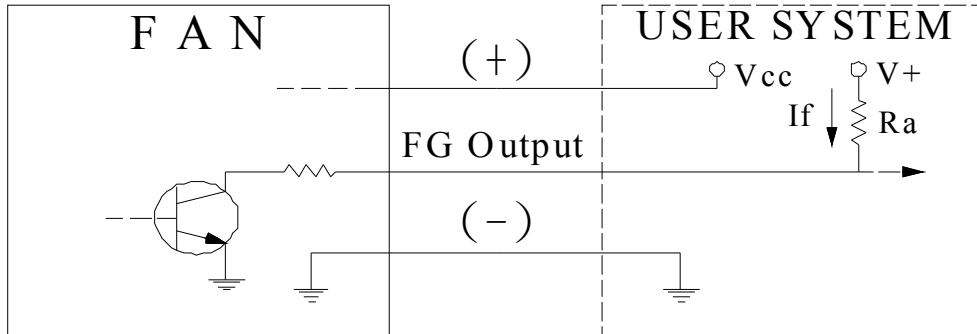 F A N
USER SYSTEM
(+)
Vcc
V+
If
Ra
FG Output
(-)